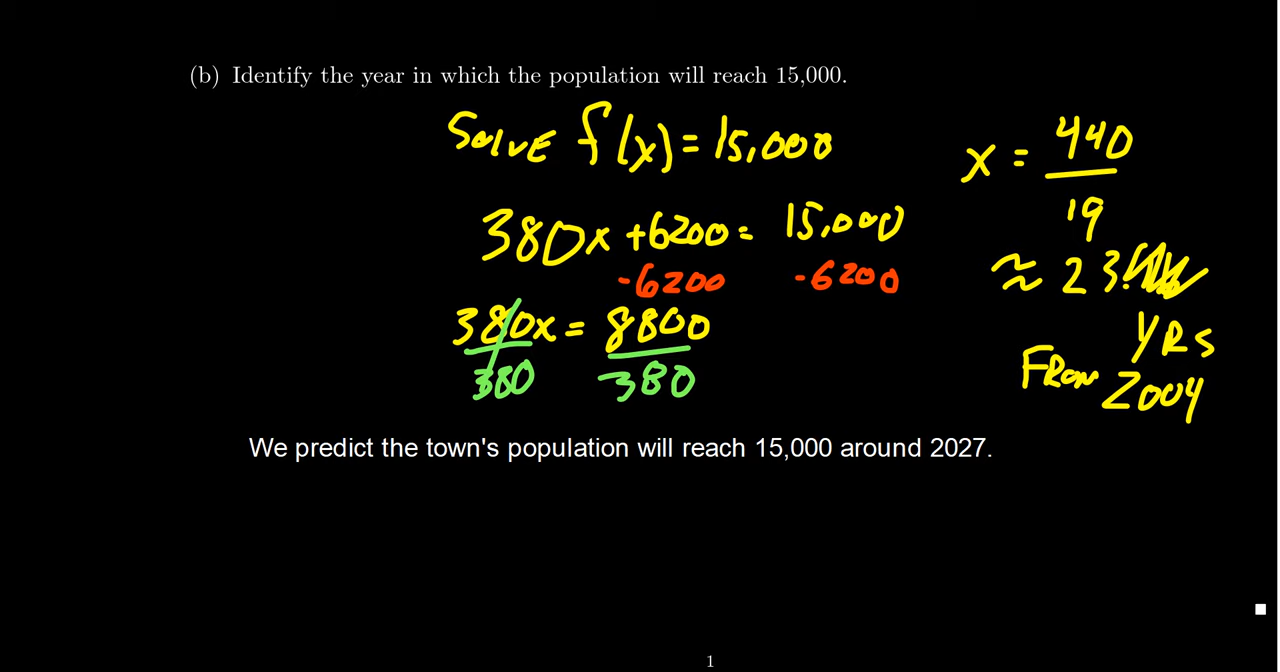 (b) Identify the year in which the population will reach 15,000.
SOLVE f(x) = 15,000
380x + 6200 = 15,000
-6200 -6200
380x = 8800
380 380
x = 440
19
≈ 23.
YRS
FROM 2004
We predict the town's population will reach 15,000 around 2027.
1